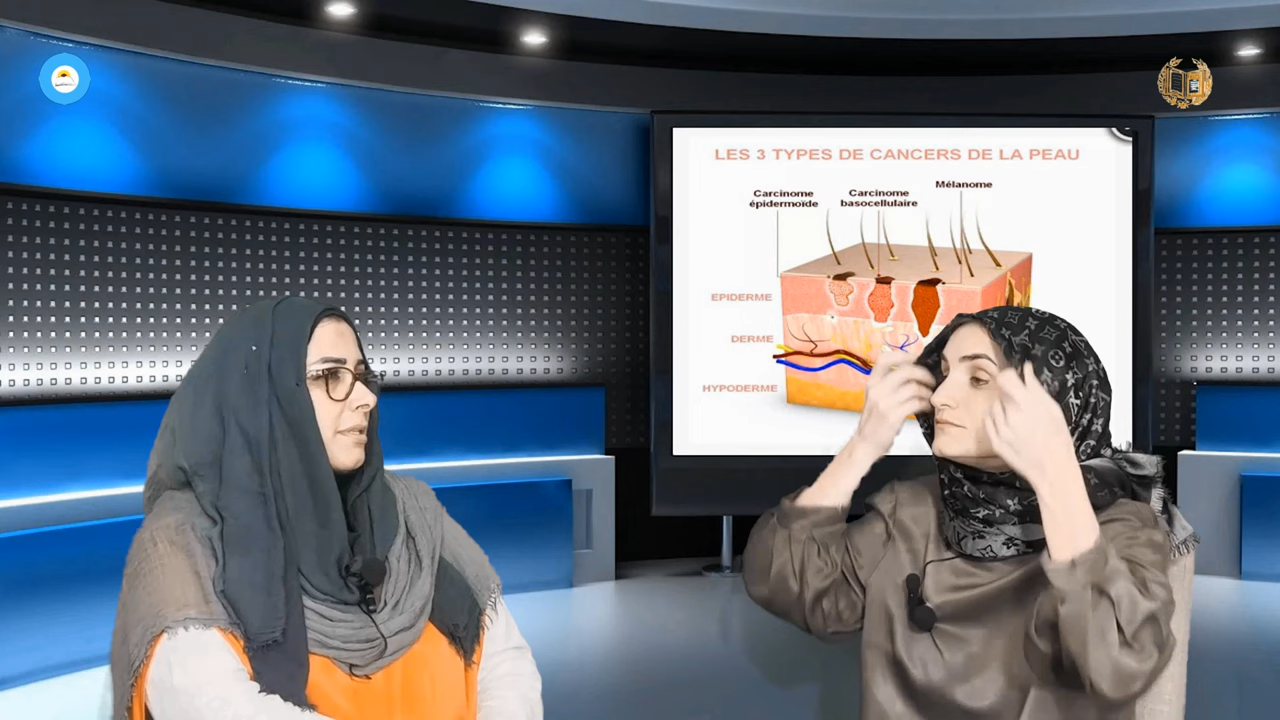 LES 3 TYPES DE CANCERS DE LA PEAU
Carcinome
épidermoïde
Carcinome
basocellulaire
Mélanome
EPIDERME
DERME
HYPODERME